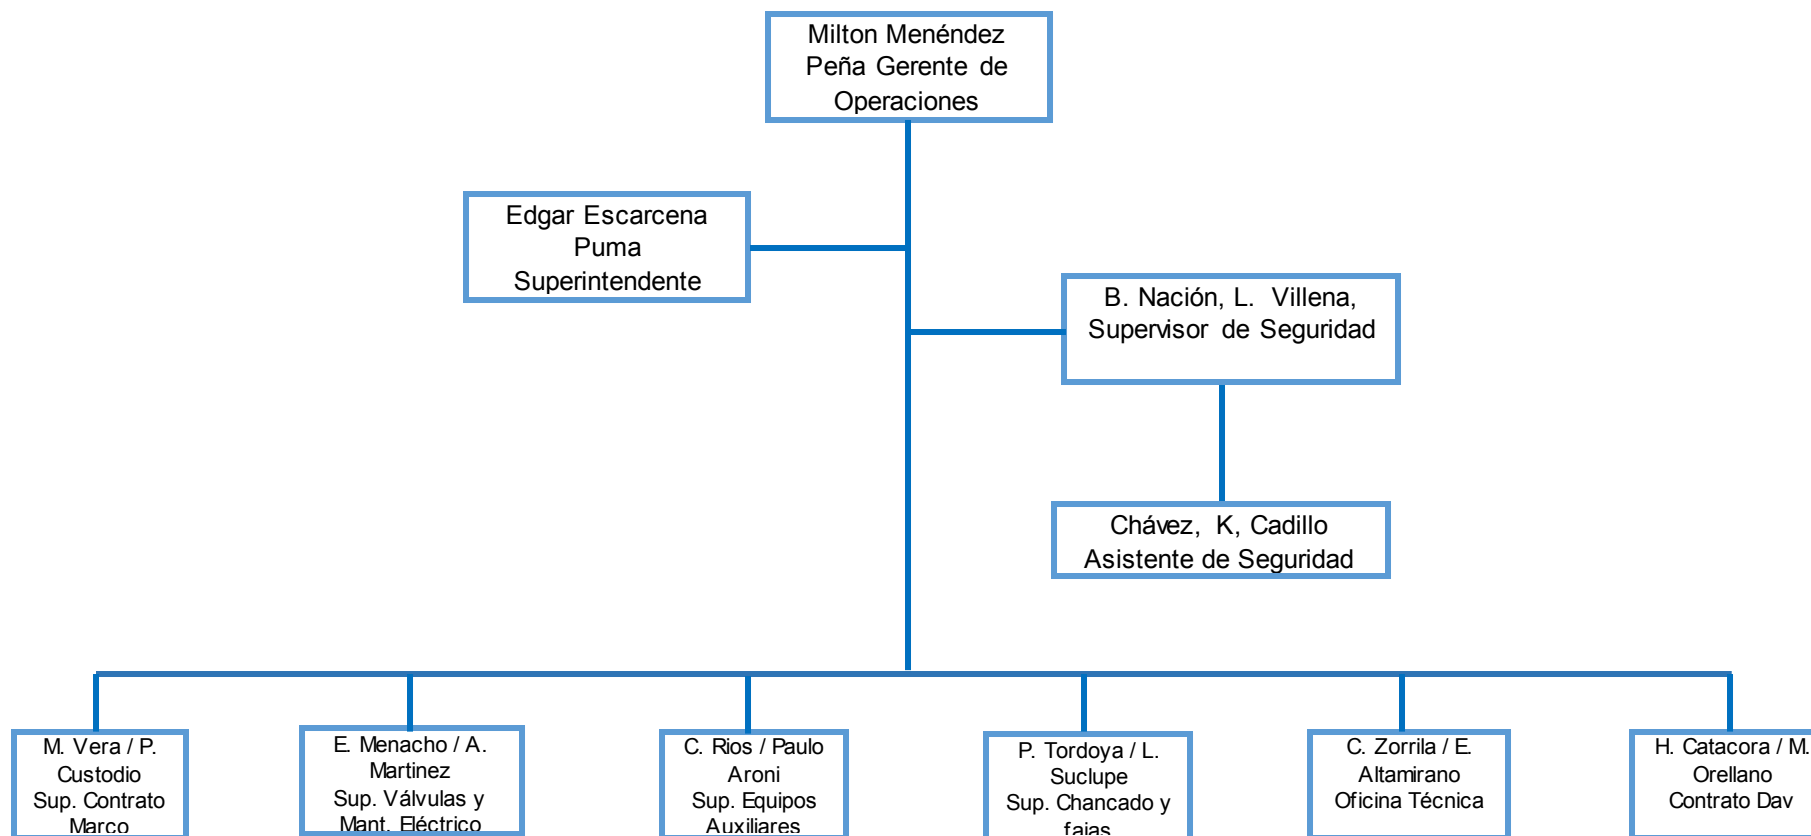 Milton Menéndez
Peña Gerente de
Operaciones
Edgar Escarcena
Puma
Superintendente
B. Nación, L. Villena,
Supervisor de Seguridad
Chávez, K, Cadillo
Asistente de Seguridad
M. Vera / P.
Custodio
Sup. Contrato
Marco
E. Menacho / A.
Martinez
Sup. Válvulas y
Mant. Eléctrico
C. Rios / Paulo
Aroni
Sup. Equipos
Auxiliares
P. Tordoya / L.
Suclupe
Sup. Chancado y
fajas
C. Zorrila / E.
Altamirano
Oficina Técnica
H. Catacora / M.
Orellano
Contrato Dav